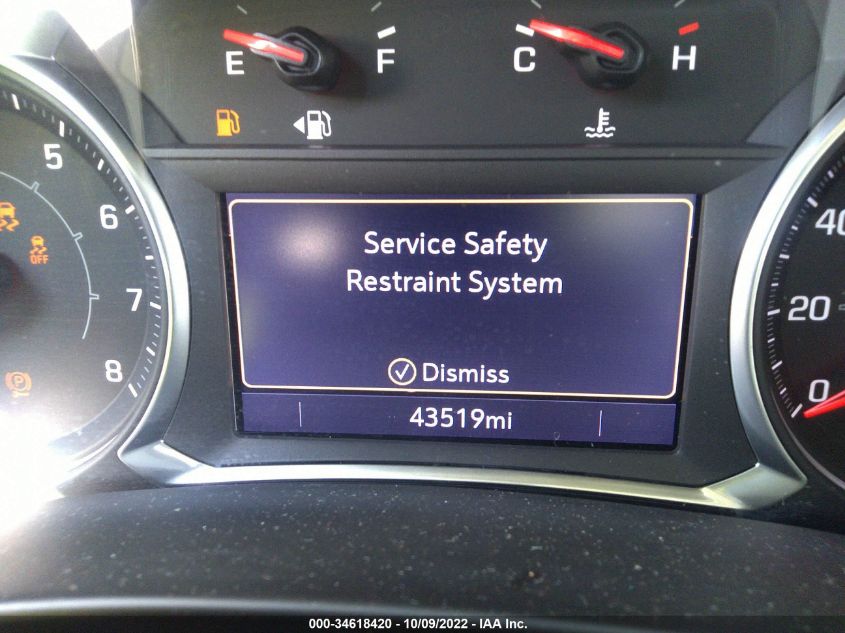 E F C H
5
6
7
8
OFF
P
Service Safety
Restraint System
Dismiss
43519mi
40
20
0
000-34618420 - 10/09/2022 - IAA Inc.